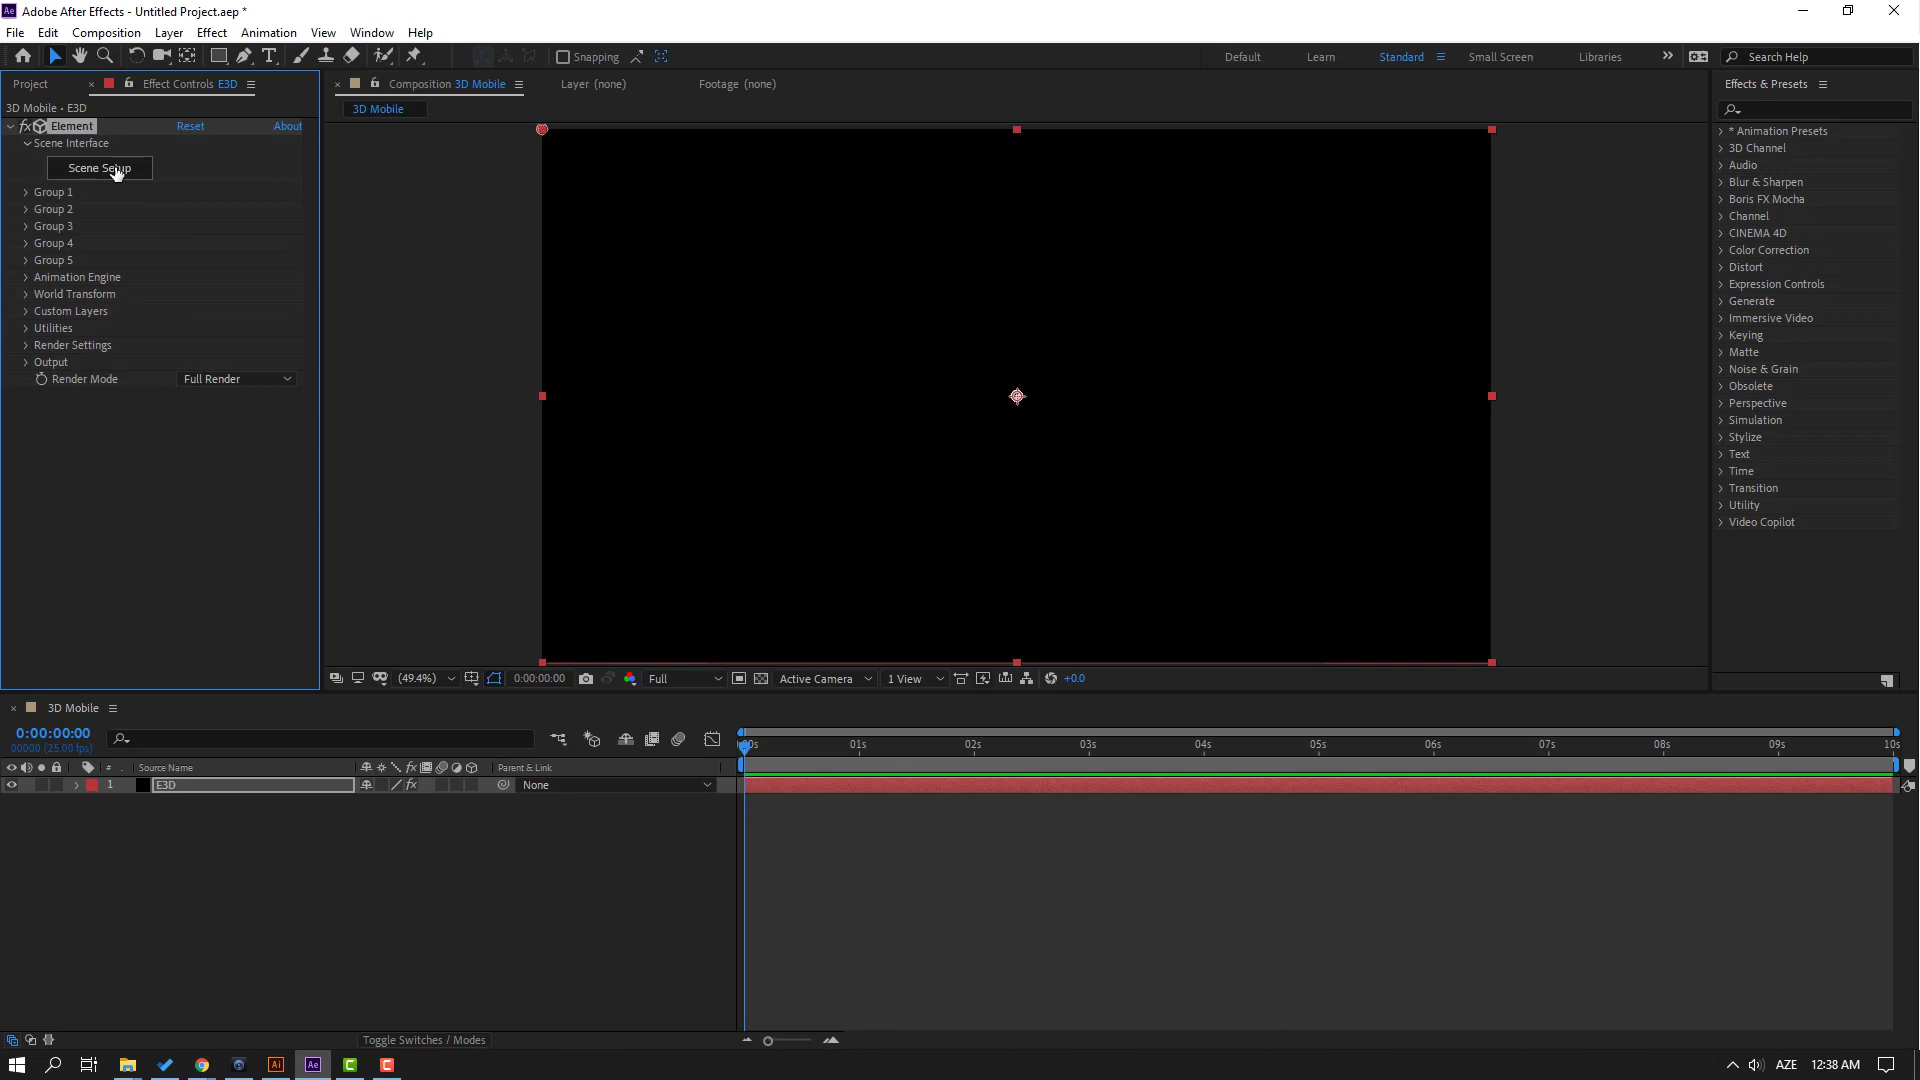 Adobe After Effects - Untitled Project.aep *
File Edit Composition Layer Effect Animation View Window Help
Snapping Default Learn Standard Small Screen Libraries Search Help
Project Effect Controls E3D
3D Mobile • E3D
Element Reset About
Scene Interface
Scene Setup
Group 1
Group 2
Group 3
Group 4
Group 5
Animation Engine
World Transform
Custom Layers
Utilities
Render Settings
Output
Render Mode Full Render
Composition 3D Mobile Layer (none) Footage (none)
3D Mobile
(49.4%) 0:00:00:00 Full Active Camera 1 View +0.0
Effects & Presets
* Animation Presets
3D Channel
Audio
Blur & Sharpen
Boris FX Mocha
Channel
CINEMA 4D
Color Correction
Distort
Expression Controls
Generate
Immersive Video
Keying
Matte
Noise & Grain
Obsolete
Perspective
Simulation
Stylize
Text
Time
Transition
Utility
Video Copilot
3D Mobile
0:00:00:00
00000 (25.00 fps)
01s 02s 03s 04s 05s 06s 07s 08s 09s 10s
# Source Name Parent & Link
1 E3D None
Toggle Switches / Modes
AZE 12:38 AM